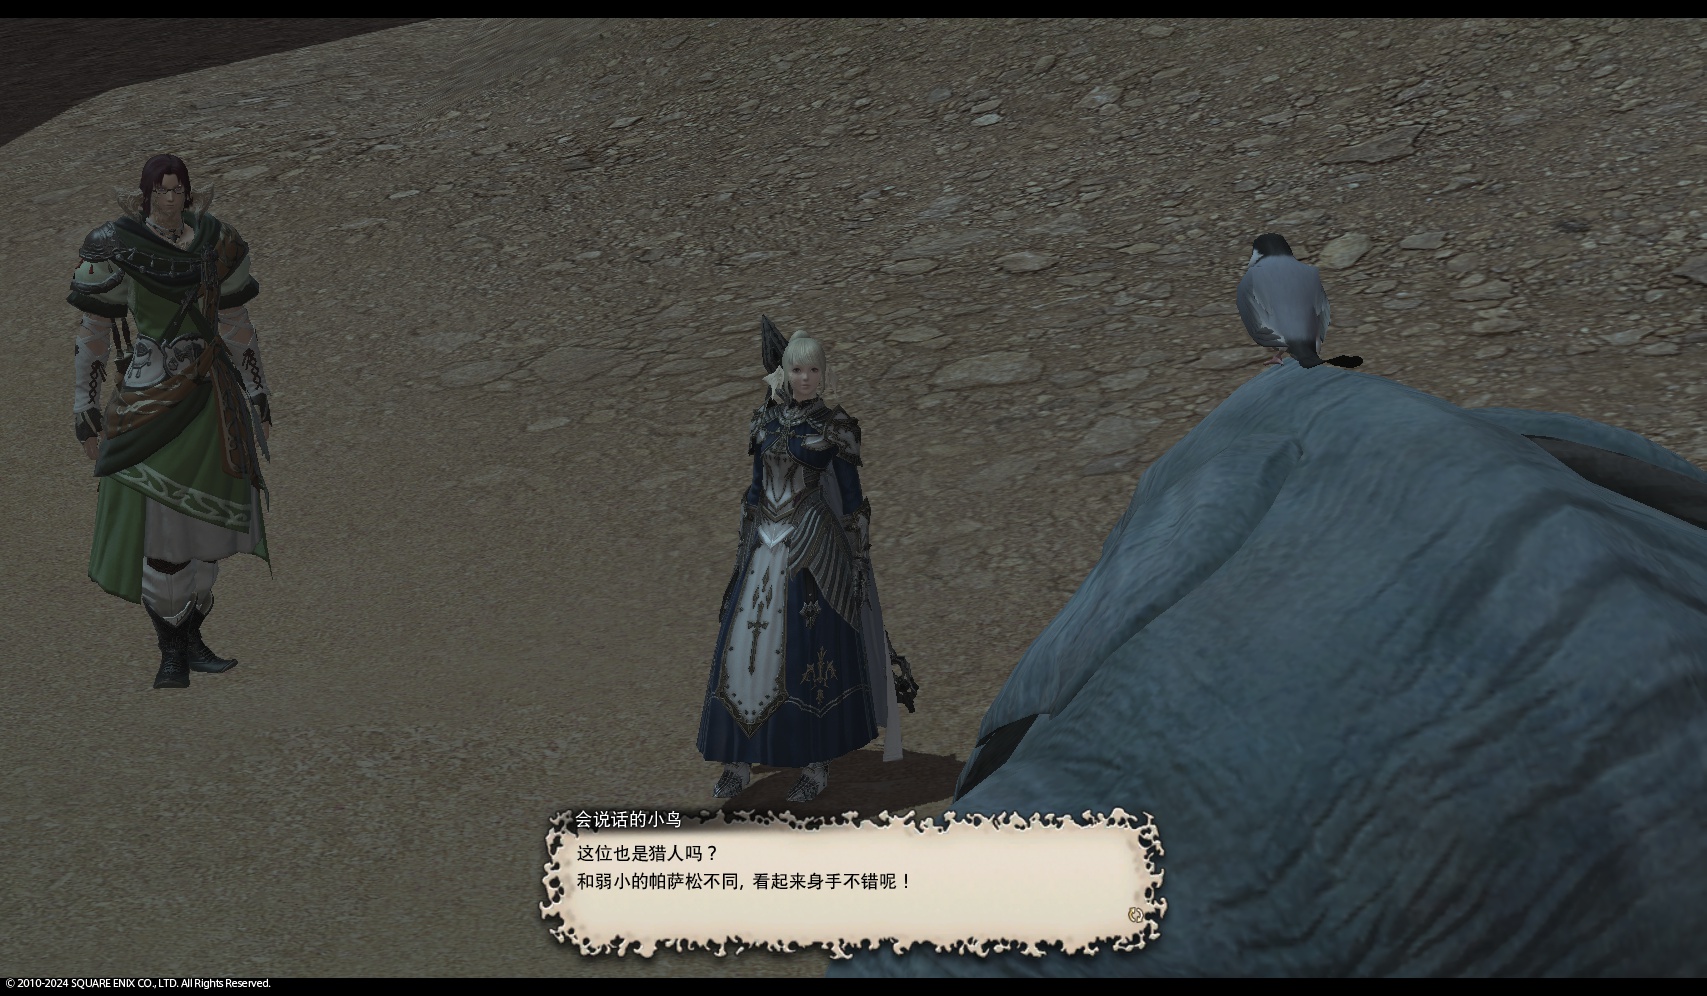 会说话的小鸟
这位也是猎人吗？
和弱小的帕萨松不同, 看起来身手不错呢！
© 2010-2024 SQUARE ENIX CO., LTD. All Rights Reserved.